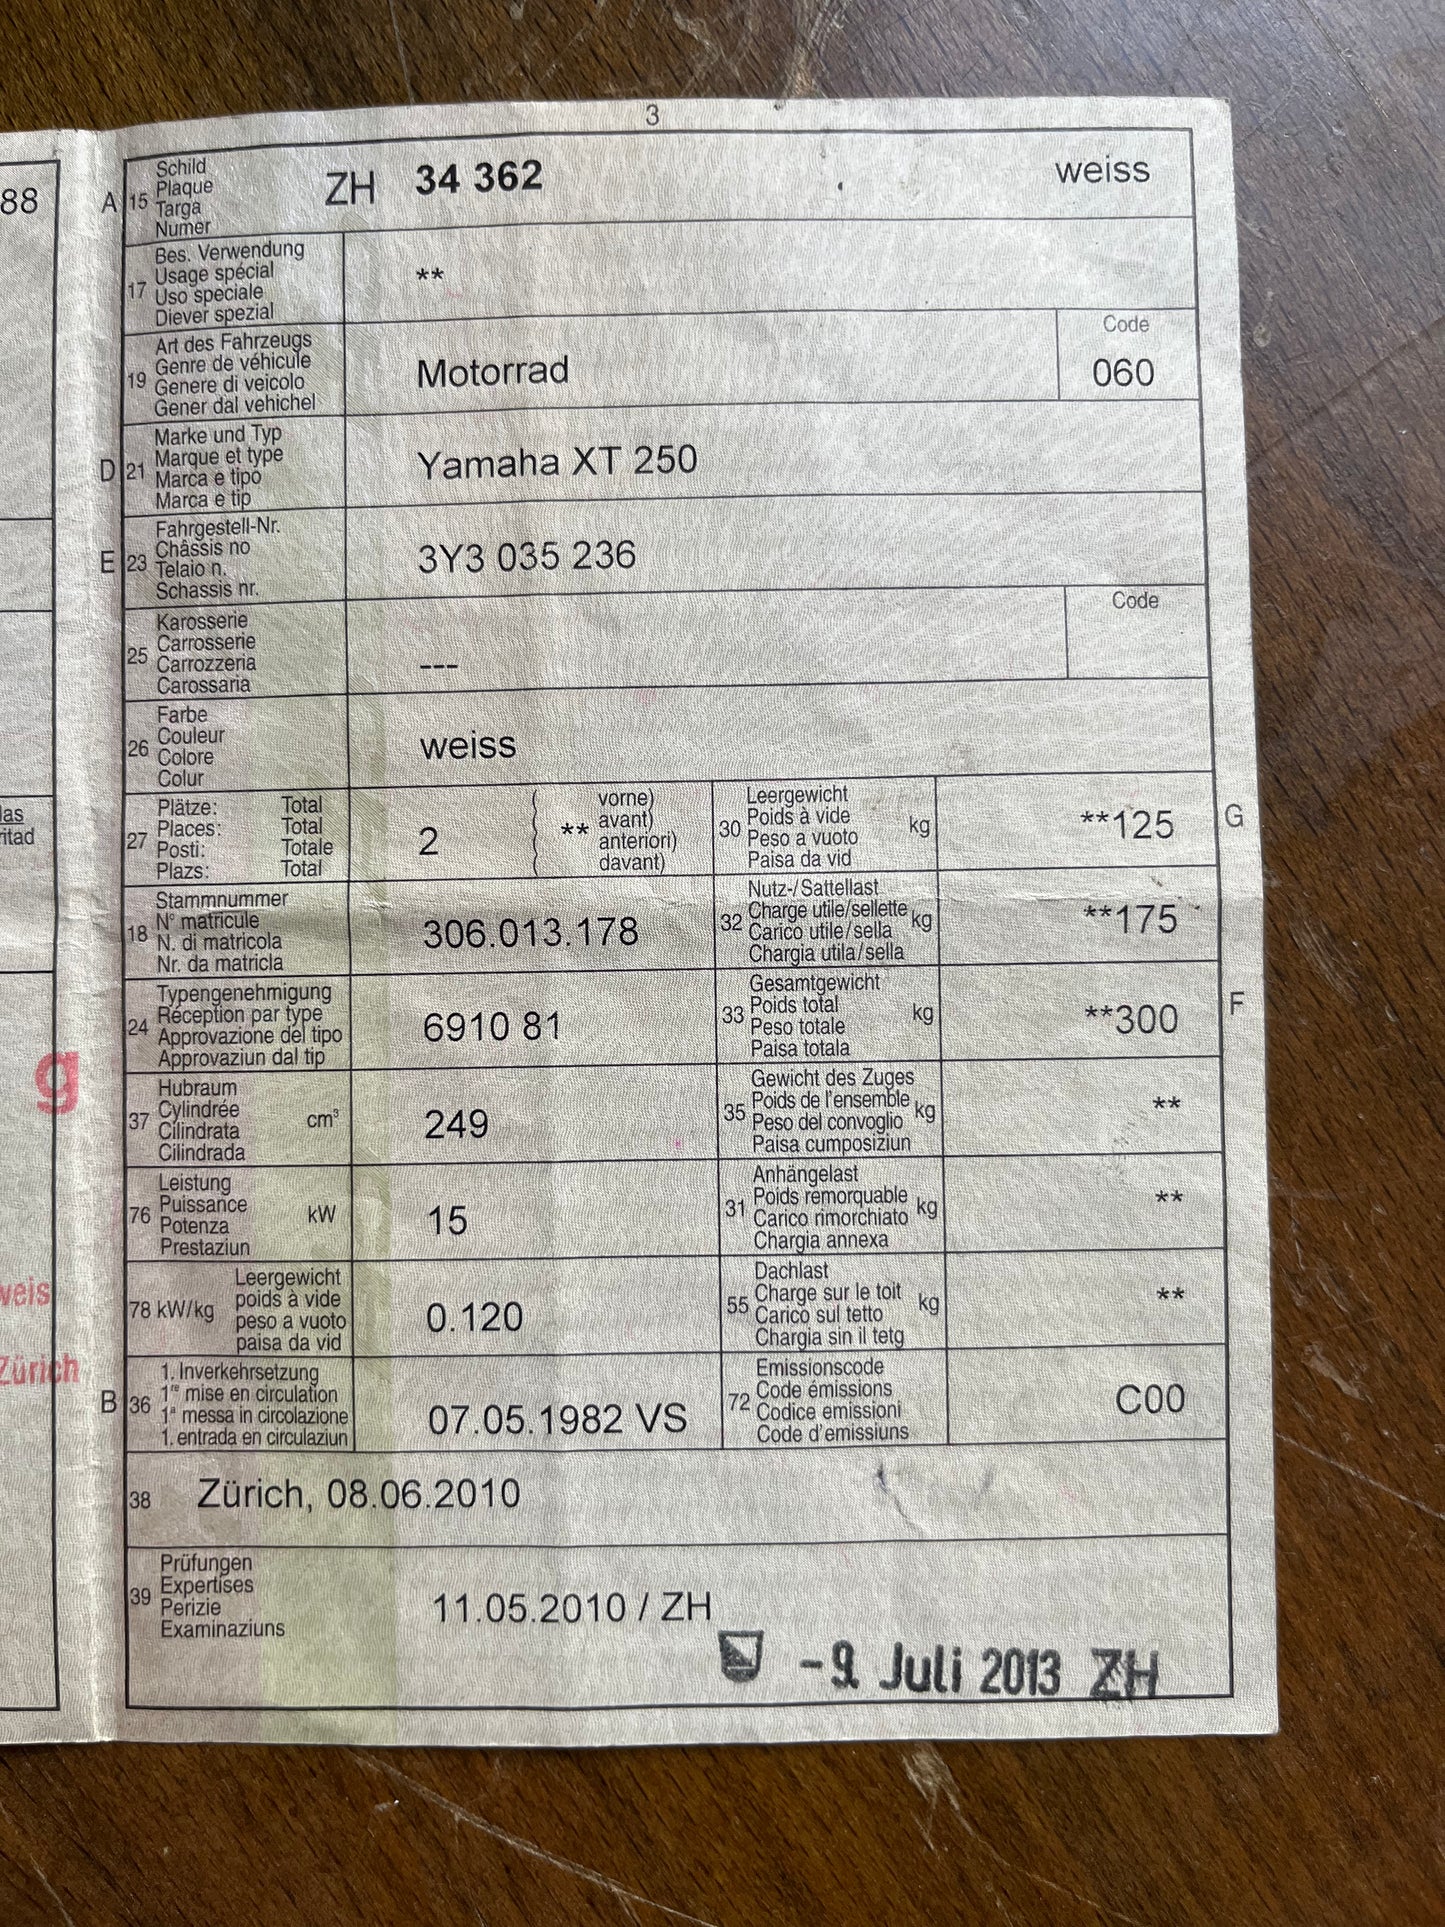 3
88
A 15 Schild
Plaque
Targa
Numer
ZH 34 362 weiss
17 Bes. Verwendung
Usage spécial
Uso speciale
Diever spezial
**
19 Art des Fahrzeugs
Genre de véhicule
Genere di veicolo
Gener dal vehichel
Motorrad
Code
060
D 21 Marke und Typ
Marque et type
Marca e tipo
Marca e tip
Yamaha XT 250
E 23 Fahrgestell-Nr.
Châssis no
Telaio n.
Schassis nr.
3Y3 035 236
25 Karosserie
Carrosserie
Carrozzeria
Carossaria
---
Code
26 Farbe
Couleur
Colore
Colur
weiss
27 Plätze: Total
Places: Total
Posti: Totale
Plazs: Total
2
( vorne)
( ** avant)
( anteriori)
( davant)
30 Leergewicht
Poids à vide
Peso a vuoto
Paisa da vid
kg
**125
G
18 Stammnummer
N° matricule
N. di matricola
Nr. da matricla
306.013.178
32 Nutz-/Sattellast
Charge utile/sellette
Carico utile/sella
Chargia utila/sella
kg
**175
24 Typengenehmigung
Réception par type
Approvazione del tipo
Approvaziun dal tip
6910 81
33 Gesamtgewicht
Poids total
Peso totale
Paisa totala
kg
**300
F
37 Hubraum
Cylindrée
Cilindrata
Cilindrada
cm³
249
35 Gewicht des Zuges
Poids de l'ensemble
Peso del convoglio
Paisa cumposiziun
kg
**
76 Leistung
Puissance
Potenza
Prestaziun
kW
15
31 Anhängelast
Poids remorquable
Carico rimorchiato
Chargia annexa
kg
**
78 kW/kg
Leergewicht
poids à vide
peso a vuoto
paisa da vid
0.120
55 Dachlast
Charge sur le toit
Carico sul tetto
Chargia sin il tetg
kg
**
B 36 1. Inverkehrsetzung
1re mise en circulation
1a messa in circolazione
1. entrada en circulaziun
07.05.1982 VS
72 Emissionscode
Code émissions
Codice emissioni
Code d'emissiuns
C00
38 Zürich, 08.06.2010
39 Prüfungen
Expertises
Perizie
Examinaziuns
11.05.2010 / ZH
-9. Juli 2013 ZH
las
ritad
g
weis
Zürich